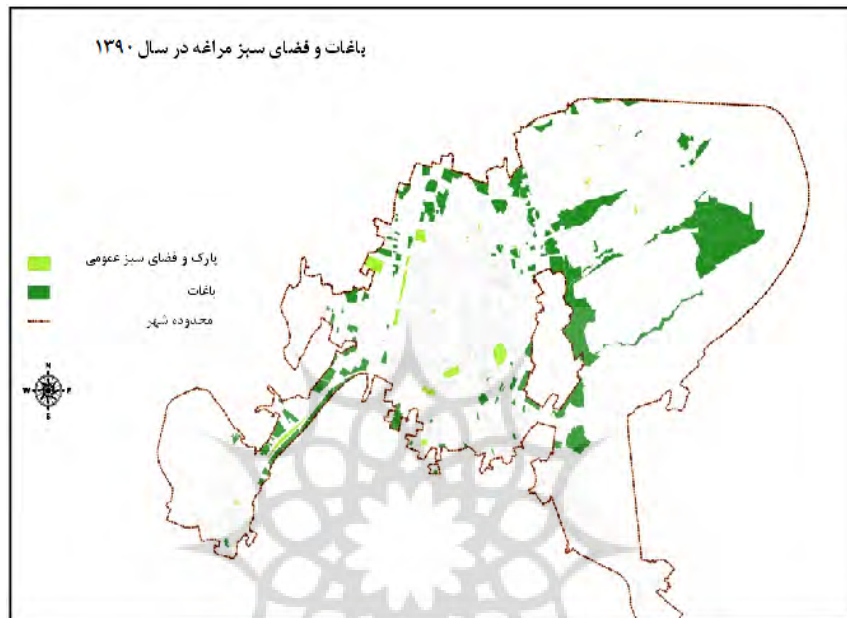 باغات و فضای سبز مراغه در سال ۱۳۹۰
پارک و فضای سبز عمومی
باغات
محدوده شهر
N
W E
S